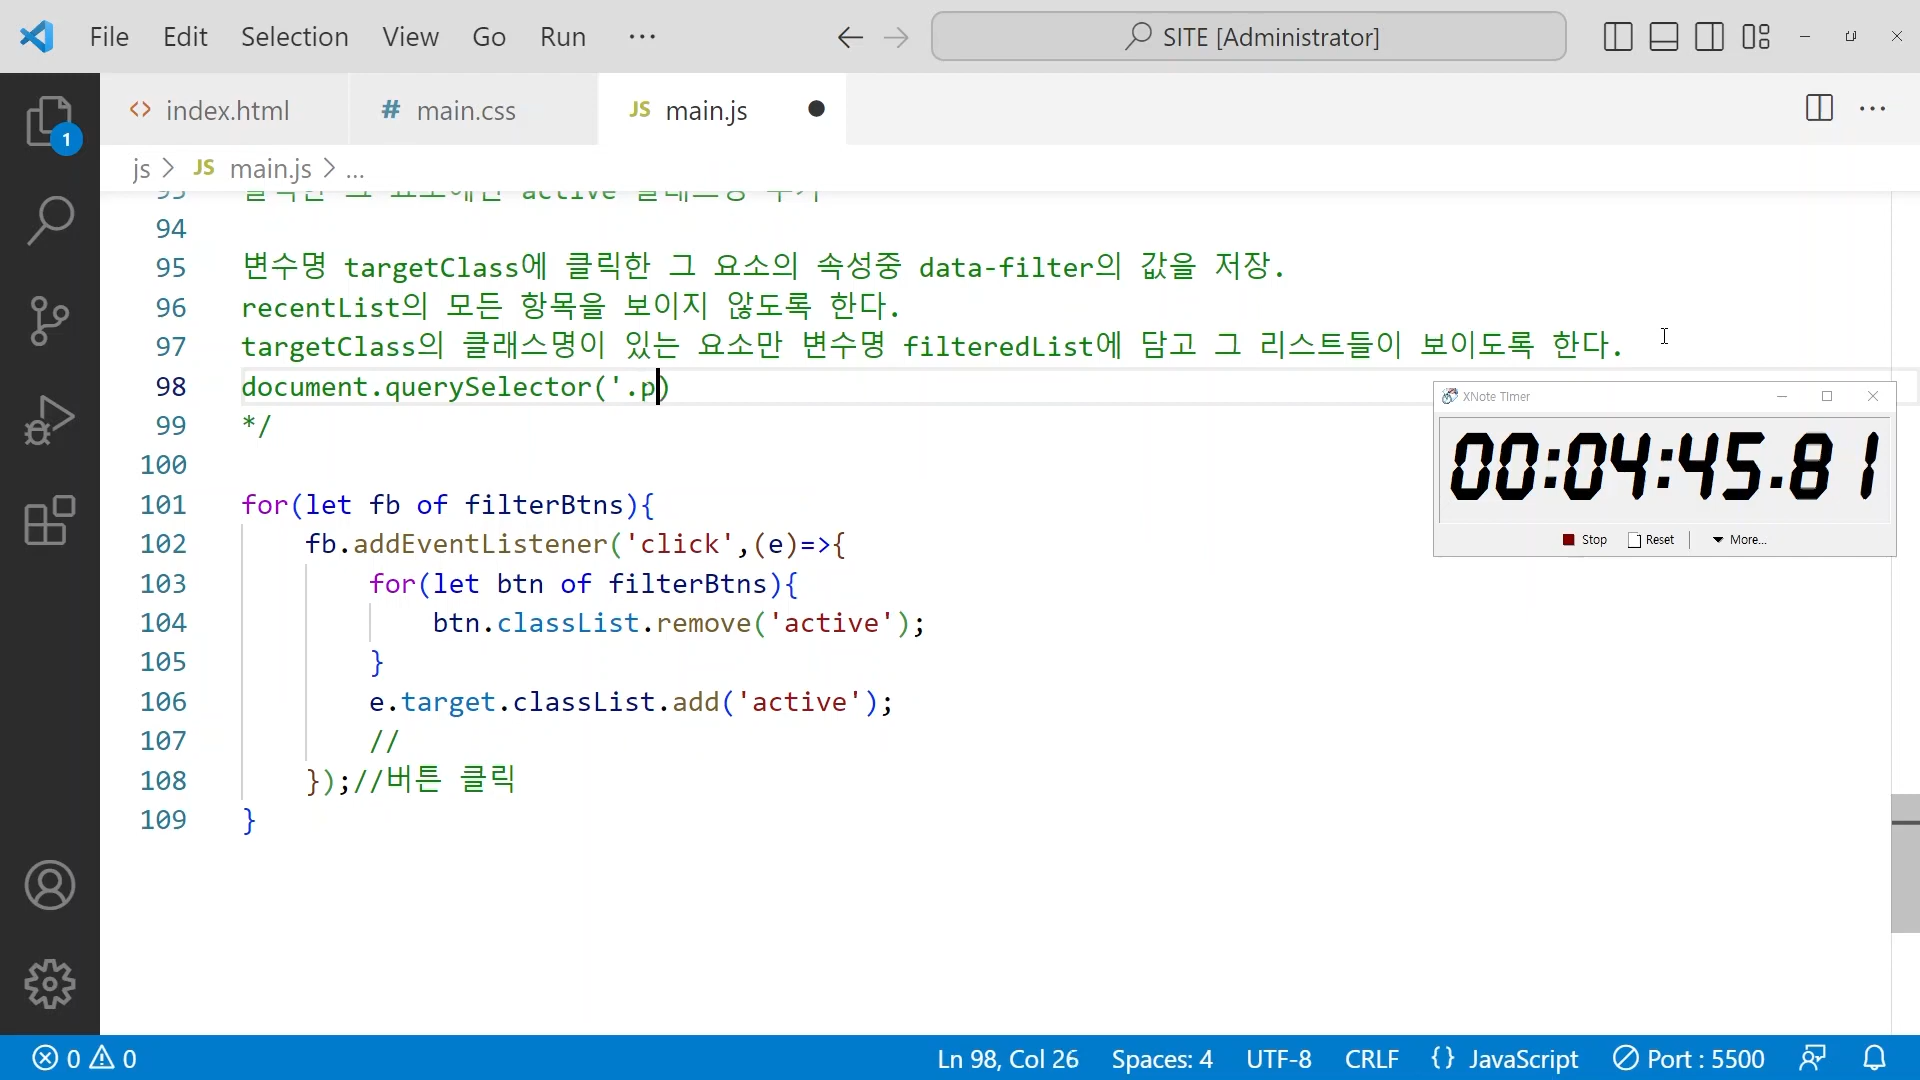 File Edit Selection View Go Run ··· SITE [Administrator]
1
index.html
# main.css
JS main.js
js > JS main.js > ...
94
95 변수명 targetClass에 클릭한 그 요소의 속성중 data-filter의 값을 저장.
96 recentList의 모든 항목을 보이지 않도록 한다.
97 targetClass의 클래스명이 있는 요소만 변수명 filteredList에 담고 그 리스트들이 보이도록 한다.
98 document.querySelector('.p)
99 */
100
101 for(let fb of filterBtns){
102 fb.addEventListener('click',(e)=>{
103 for(let btn of filterBtns){
104 btn.classList.remove('active');
105 }
106 e.target.classList.add('active');
107 //
108 });//버튼 클릭
109 }
XNote Timer
00:04:45.81
Stop Reset More...
0 0 Ln 98, Col 26 Spaces: 4 UTF-8 CRLF {} JavaScript Port : 5500